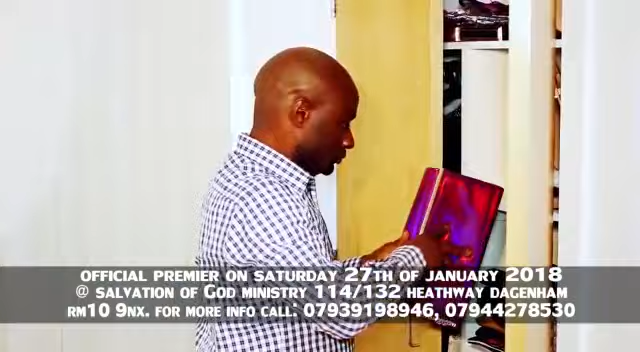 OFFICIAL PREMIER ON SATURDAY 27TH OF JANUARY 2018
@ SALVATION OF GOD MINISTRY 114/132 HEATHWAY DAGENHAM
RM10 9NX. FOR MORE INFO CALL: 07939198946, 07944278530